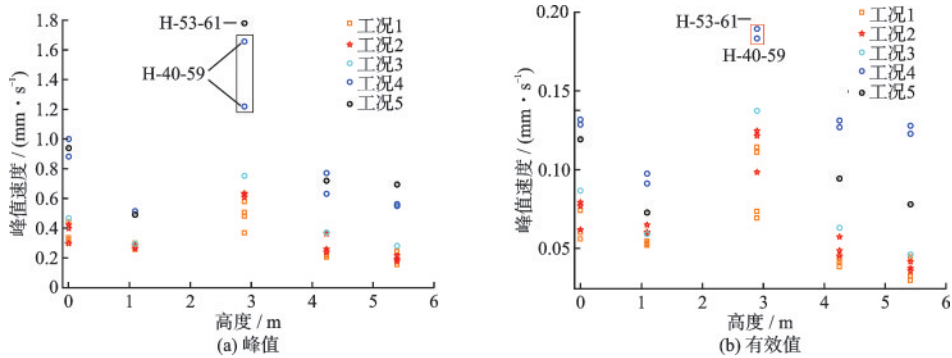 1.8
1.6
1.4
1.2
1.0
0.8
0.6
0.4
0.2
0
峰值速度 / (mm·s⁻¹)
H-53-61
H-40-59
工况1
工况2
工况3
工况4
工况5
0 1 2 3 4 5 6
高度 / m
(a) 峰值
0.20
0.15
0.10
0.05
峰值速度 / (mm·s⁻¹)
H-53-61
H-40-59
工况1
工况2
工况3
工况4
工况5
0 1 2 3 4 5 6
高度 / m
(b) 有效值